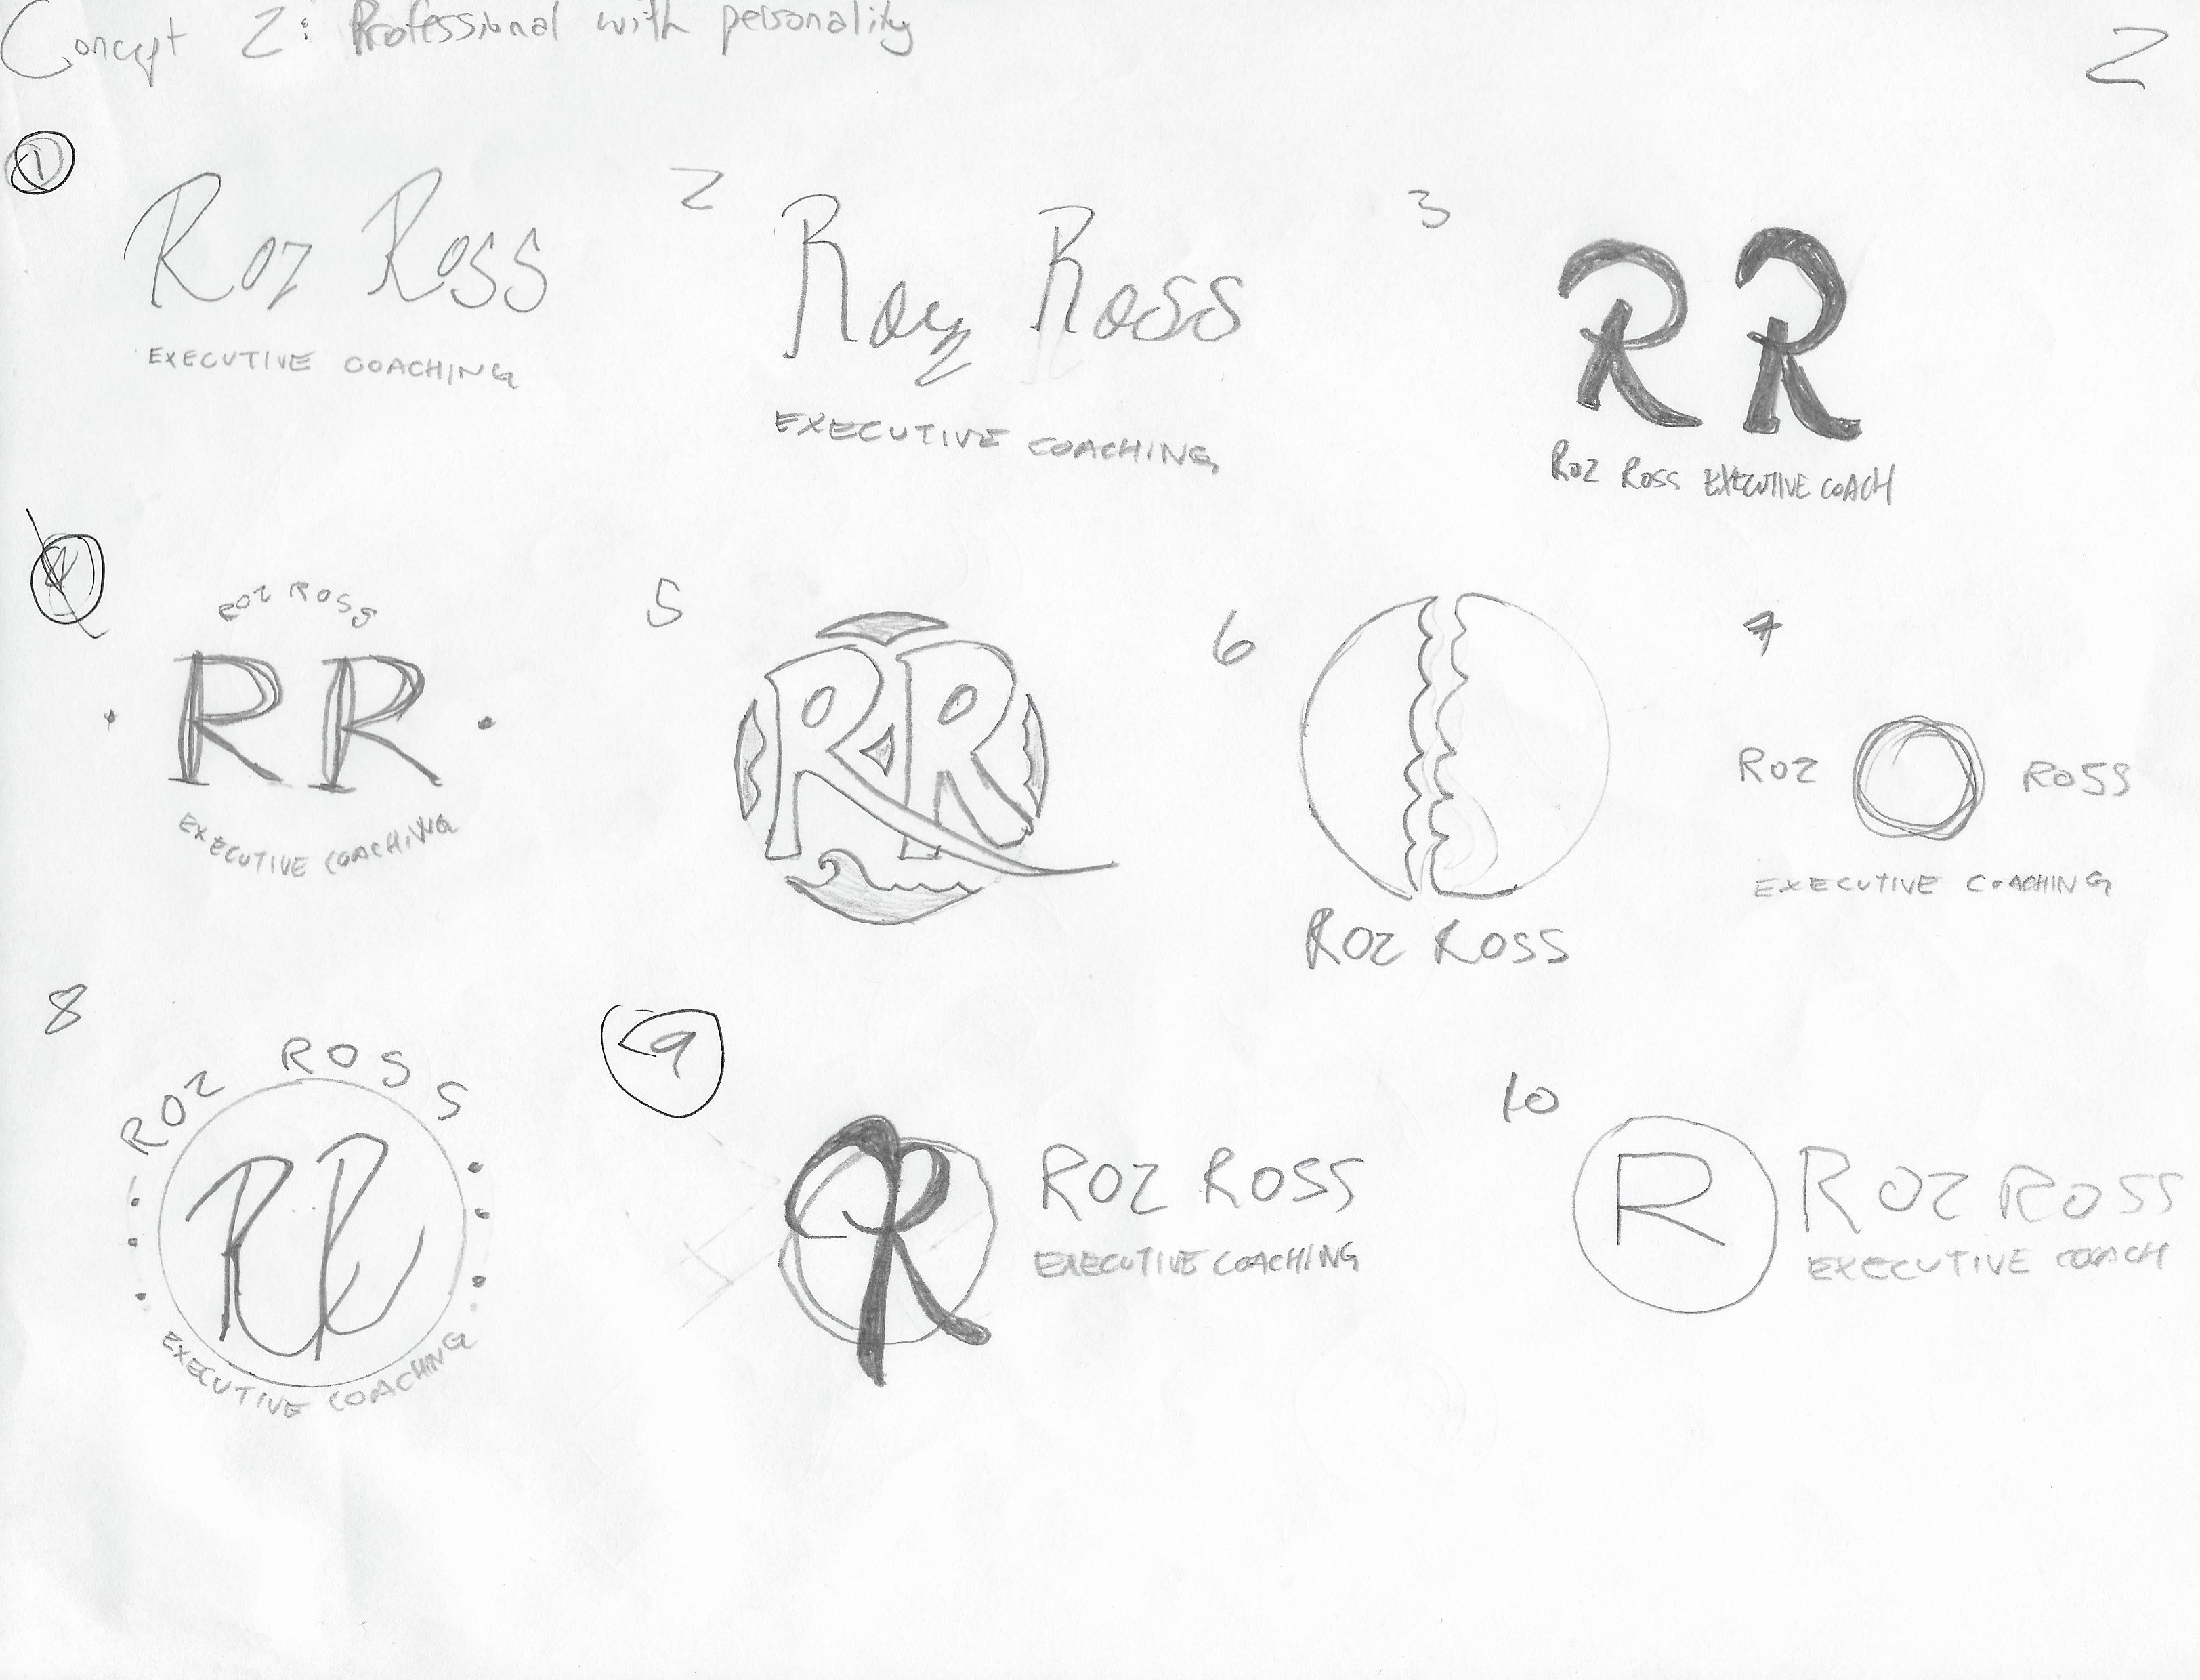 Concept 2: Professional with personality
2
1
Roz Ross
EXECUTIVE COACHING
2
Roz Ross
EXECUTIVE COACHING
3
RR
ROZ ROSS EXECUTIVE COACH
4
ROZ ROSS
RR
EXECUTIVE COACHING
5
RR
6
ROZ ROSS
7
ROZ ROSS
EXECUTIVE COACHING
8
ROZ ROSS
RR
EXECUTIVE COACHING
9
RR
ROZ ROSS
EXECUTIVE COACHING
10
R
ROZ ROSS
EXECUTIVE COACH